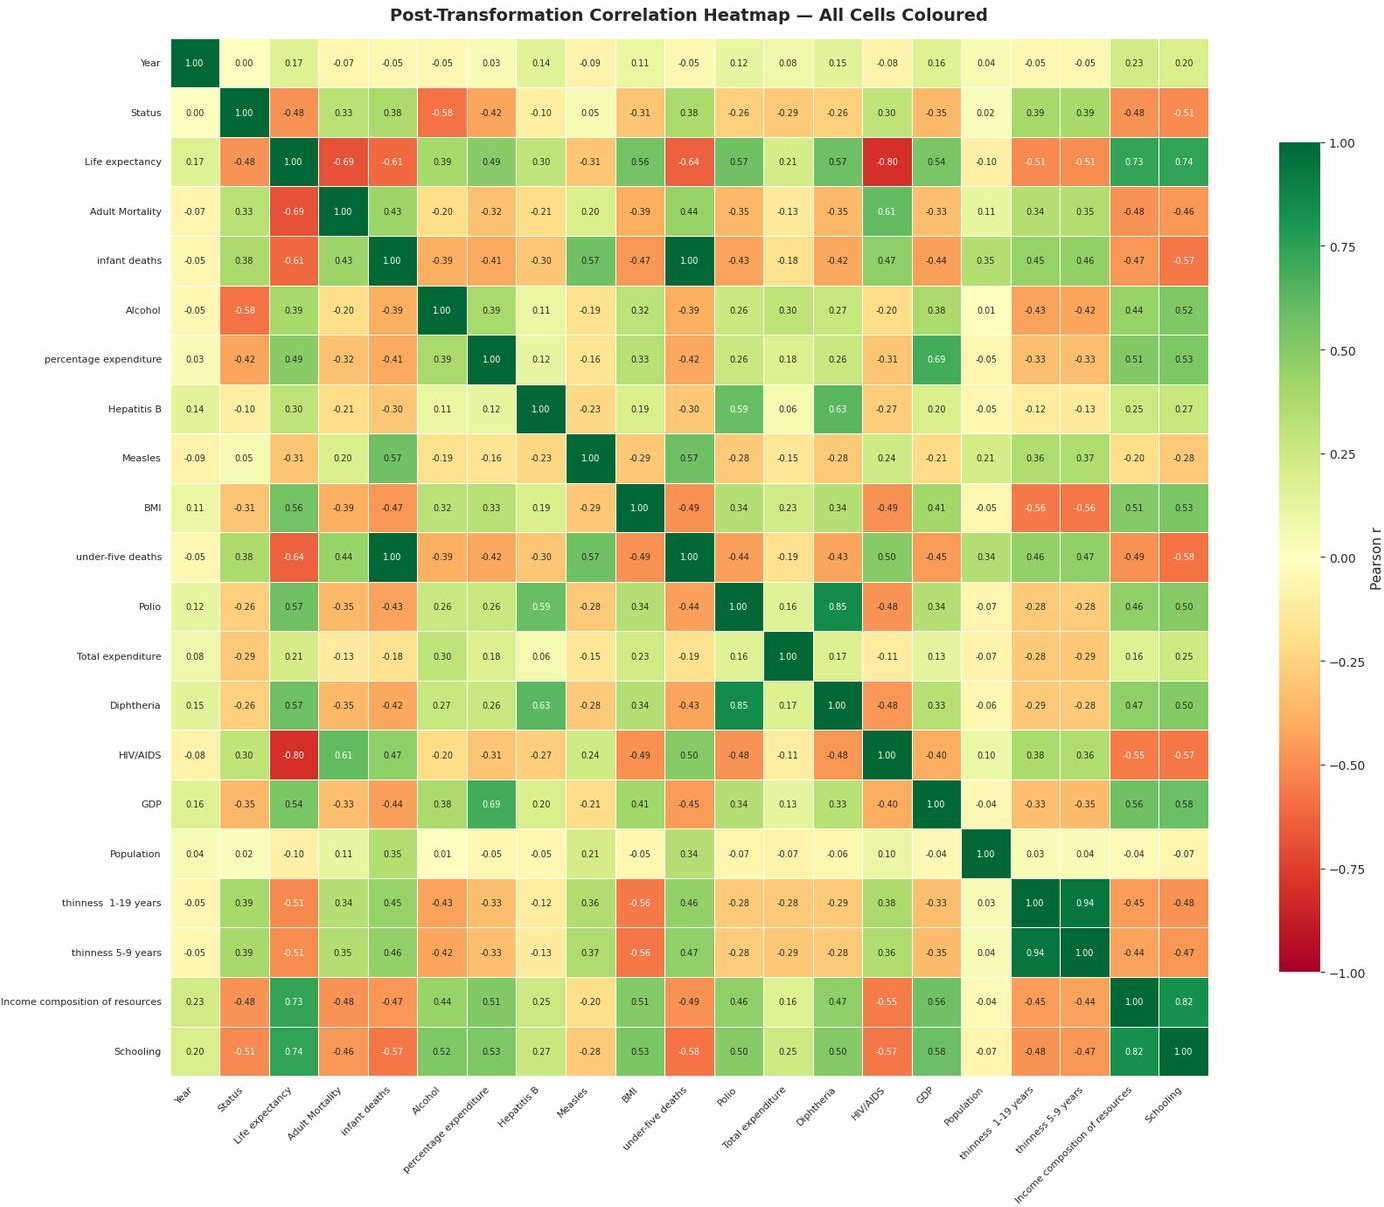 Post-Transformation Correlation Heatmap — All Cells Coloured
Year 1.00 0.00 0.17 -0.07 -0.05 -0.05 0.03 0.14 -0.09 0.11 -0.05 0.12 0.08 0.15 -0.08 0.16 0.04 -0.05 -0.05 0.23 0.20
Status 0.00 1.00 -0.48 0.33 0.38 -0.58 -0.42 -0.10 0.05 -0.31 0.38 -0.26 -0.29 -0.26 0.30 -0.35 0.02 0.39 0.39 -0.48 -0.51
Life expectancy 0.17 -0.48 1.00 -0.69 -0.61 0.39 0.49 0.30 -0.31 0.56 -0.64 0.57 0.21 0.57 -0.80 0.54 -0.10 -0.51 -0.51 0.73 0.74
Adult Mortality -0.07 0.33 -0.69 1.00 0.43 -0.20 -0.32 -0.21 0.20 -0.39 0.44 -0.35 -0.13 -0.35 0.61 -0.33 0.11 0.34 0.35 -0.48 -0.46
infant deaths -0.05 0.38 -0.61 0.43 1.00 -0.39 -0.41 -0.30 0.57 -0.47 1.00 -0.43 -0.18 -0.42 0.47 -0.44 0.35 0.45 0.46 -0.47 -0.57
Alcohol -0.05 -0.58 0.39 -0.20 -0.39 1.00 0.39 0.11 -0.19 0.32 -0.39 0.26 0.30 0.27 -0.20 0.38 0.01 -0.43 -0.42 0.44 0.52
percentage expenditure 0.03 -0.42 0.49 -0.32 -0.41 0.39 1.00 0.12 -0.16 0.33 -0.42 0.26 0.18 0.26 -0.31 0.69 -0.05 -0.33 -0.33 0.51 0.53
Hepatitis B 0.14 -0.10 0.30 -0.21 -0.30 0.11 0.12 1.00 -0.23 0.19 -0.30 0.59 0.06 0.63 -0.27 0.20 -0.05 -0.12 -0.13 0.25 0.27
Measles -0.09 0.05 -0.31 0.20 0.57 -0.19 -0.16 -0.23 1.00 -0.29 0.57 -0.28 -0.15 -0.28 0.24 -0.21 0.21 0.36 0.37 -0.20 -0.28
BMI 0.11 -0.31 0.56 -0.39 -0.47 0.32 0.33 0.19 -0.29 1.00 -0.49 0.34 0.23 0.34 -0.49 0.41 -0.05 -0.56 -0.56 0.51 0.53
under-five deaths -0.05 0.38 -0.64 0.44 1.00 -0.39 -0.42 -0.30 0.57 -0.49 1.00 -0.44 -0.19 -0.43 0.50 -0.45 0.34 0.46 0.47 -0.49 -0.58
Polio 0.12 -0.26 0.57 -0.35 -0.43 0.26 0.26 0.59 -0.28 0.34 -0.44 1.00 0.16 0.85 -0.48 0.34 -0.07 -0.28 -0.28 0.46 0.50
Total expenditure 0.08 -0.29 0.21 -0.13 -0.18 0.30 0.18 0.06 -0.15 0.23 -0.19 0.16 1.00 0.17 -0.11 0.13 -0.07 -0.28 -0.29 0.16 0.25
Diphtheria 0.15 -0.26 0.57 -0.35 -0.42 0.27 0.26 0.63 -0.28 0.34 -0.43 0.85 0.17 1.00 -0.48 0.33 -0.06 -0.29 -0.28 0.47 0.50
HIV/AIDS -0.08 0.30 -0.80 0.61 0.47 -0.20 -0.31 -0.27 0.24 -0.49 0.50 -0.48 -0.11 -0.48 1.00 -0.40 0.10 0.38 0.36 -0.55 -0.57
GDP 0.16 -0.35 0.54 -0.33 -0.44 0.38 0.69 0.20 -0.21 0.41 -0.45 0.34 0.13 0.33 -0.40 1.00 -0.04 -0.33 -0.35 0.56 0.58
Population 0.04 0.02 -0.10 0.11 0.35 0.01 -0.05 -0.05 0.21 -0.05 0.34 -0.07 -0.07 -0.06 0.10 -0.04 1.00 0.03 0.04 -0.04 -0.07
thinness  1-19 years -0.05 0.39 -0.51 0.34 0.45 -0.43 -0.33 -0.12 0.36 -0.56 0.46 -0.28 -0.28 -0.29 0.38 -0.33 0.03 1.00 0.94 -0.45 -0.48
thinness 5-9 years -0.05 0.39 -0.51 0.35 0.46 -0.42 -0.33 -0.13 0.37 -0.56 0.47 -0.28 -0.29 -0.28 0.36 -0.35 0.04 0.94 1.00 -0.44 -0.47
Income composition of resources 0.23 -0.48 0.73 -0.48 -0.47 0.44 0.51 0.25 -0.20 0.51 -0.49 0.46 0.16 0.47 -0.55 0.56 -0.04 -0.45 -0.44 1.00 0.82
Schooling 0.20 -0.51 0.74 -0.46 -0.57 0.52 0.53 0.27 -0.28 0.53 -0.58 0.50 0.25 0.50 -0.57 0.58 -0.07 -0.48 -0.47 0.82 1.00
Year
Status
Life expectancy
Adult Mortality
infant deaths
Alcohol
percentage expenditure
Hepatitis B
Measles
BMI
under-five deaths
Polio
Total expenditure
Diphtheria
HIV/AIDS
GDP
Population
thinness  1-19 years
thinness 5-9 years
Income composition of resources
Schooling
1.00
0.75
0.50
0.25
0.00
−0.25
−0.50
−0.75
−1.00
Pearson r